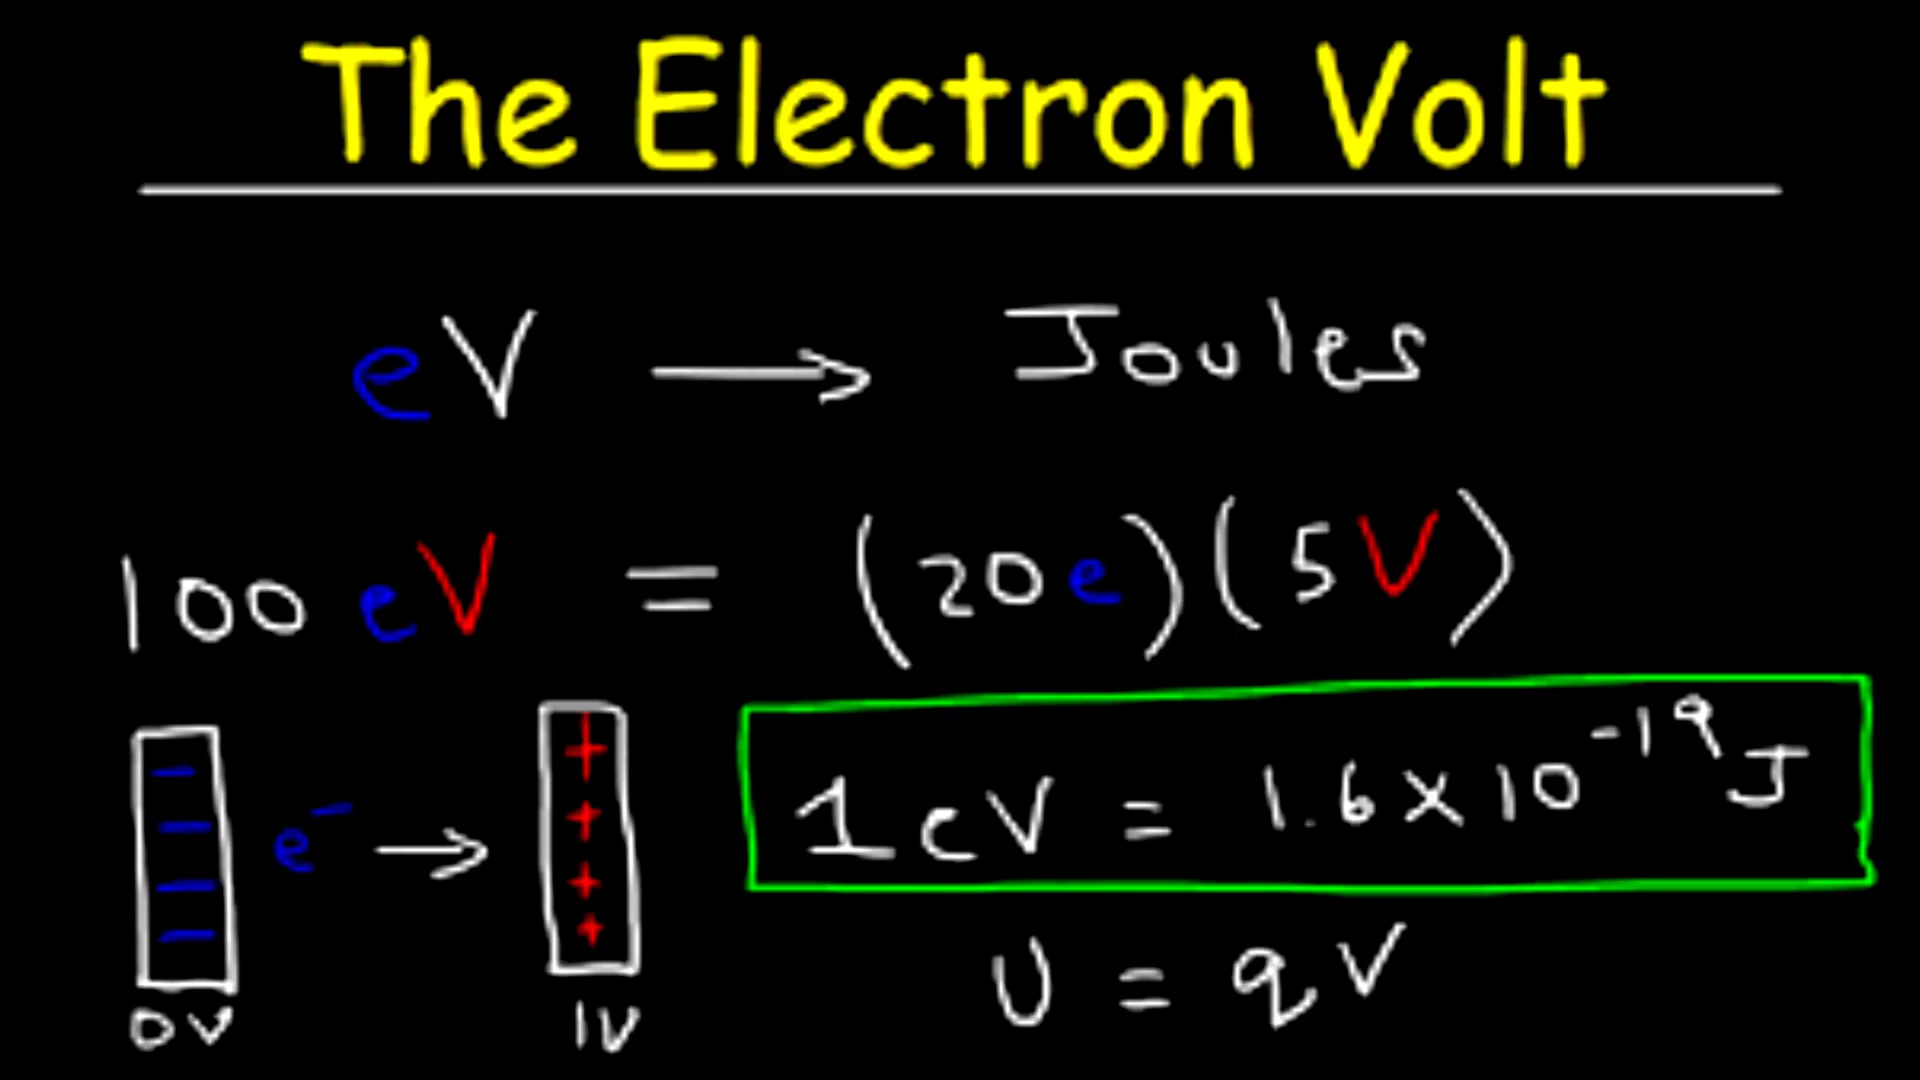 The Electron Volt
eV → Joules
100 eV = (20e)(5V)
e⁻ →
1 eV = 1.6 × 10⁻¹⁹ J
U = qV
0V
1V